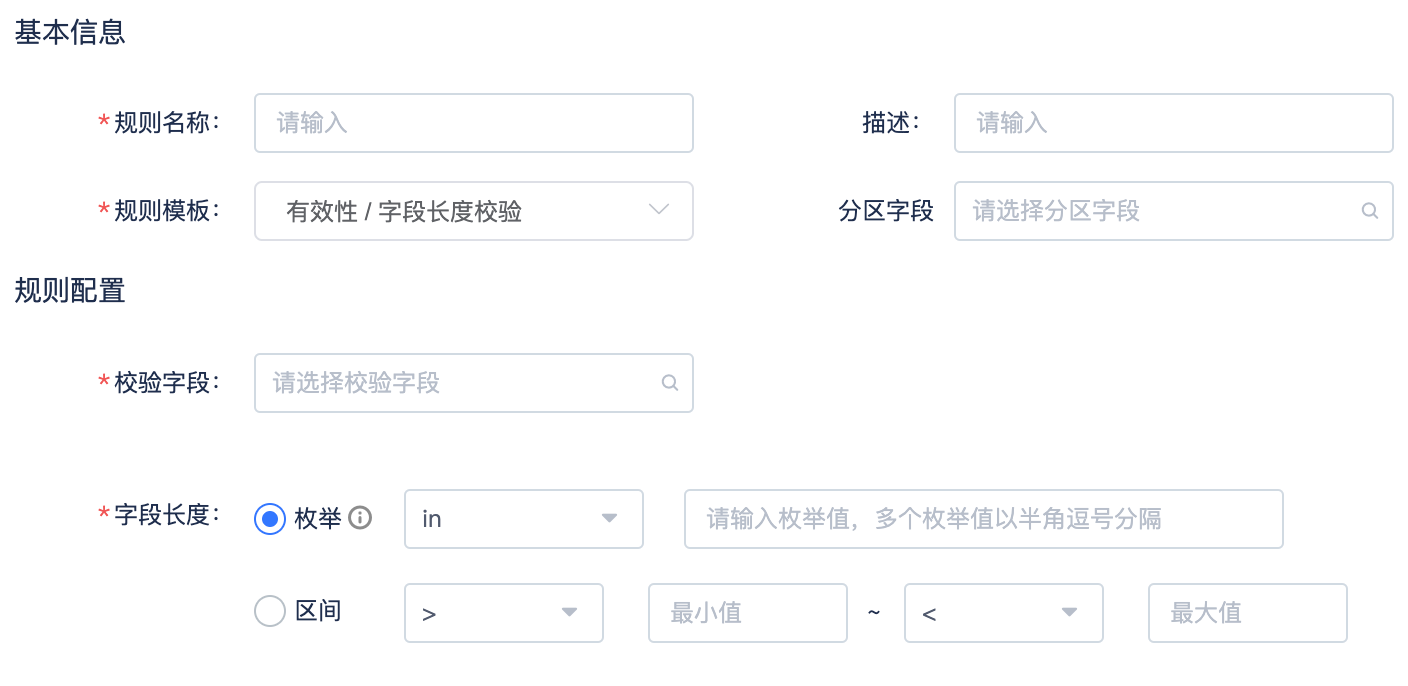 基本信息
*规则名称： 请输入 描述： 请输入
*规则模板： 有效性 / 字段长度校验 分区字段 请选择分区字段
规则配置
*校验字段： 请选择校验字段
*字段长度： 枚举 in 请输入枚举值，多个枚举值以半角逗号分隔
区间 > 最小值 ~ < 最大值